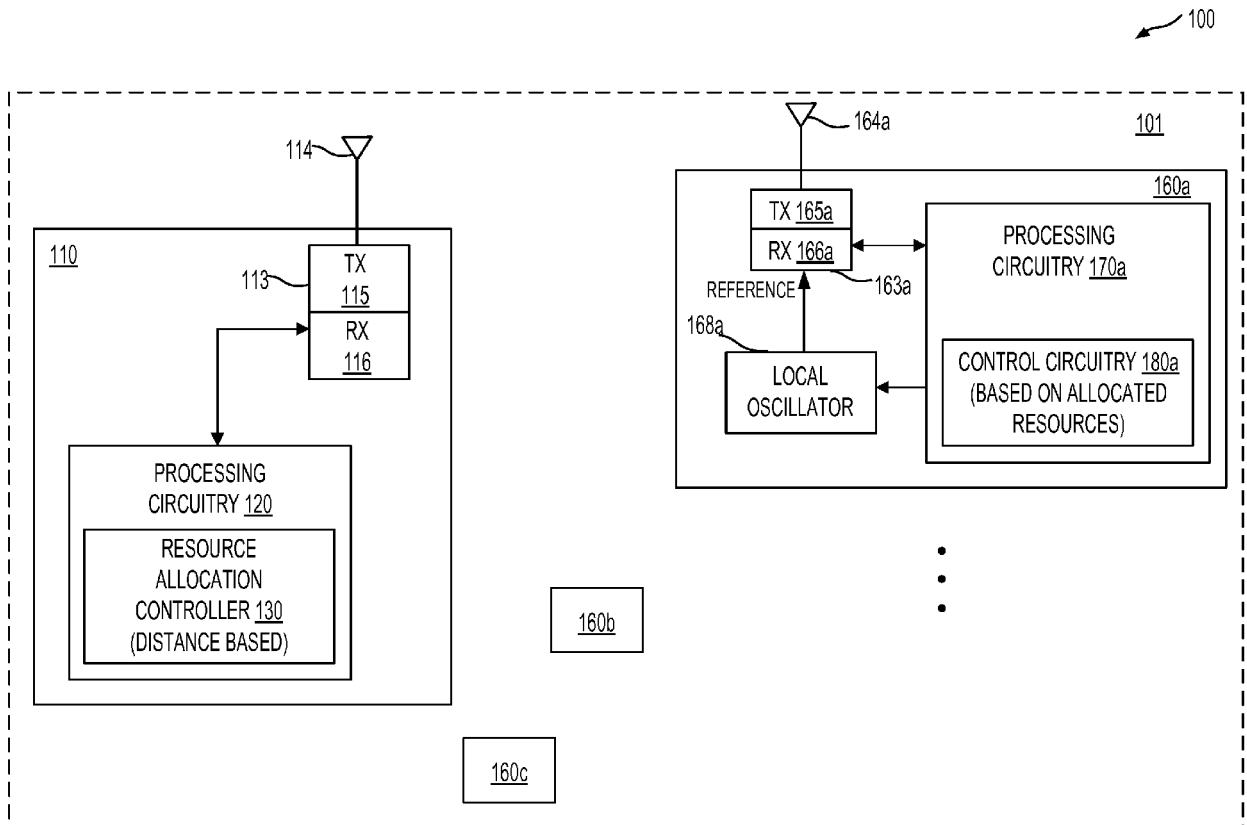 100
101
114
110
TX
115
113
RX
116
PROCESSING
CIRCUITRY 120
RESOURCE
ALLOCATION
CONTROLLER 130
(DISTANCE BASED)
164a
160a
TX 165a
RX 166a
163a
REFERENCE
168a
LOCAL
OSCILLATOR
PROCESSING
CIRCUITRY 170a
CONTROL CIRCUITRY 180a
(BASED ON ALLOCATED
RESOURCES)
160b
160c